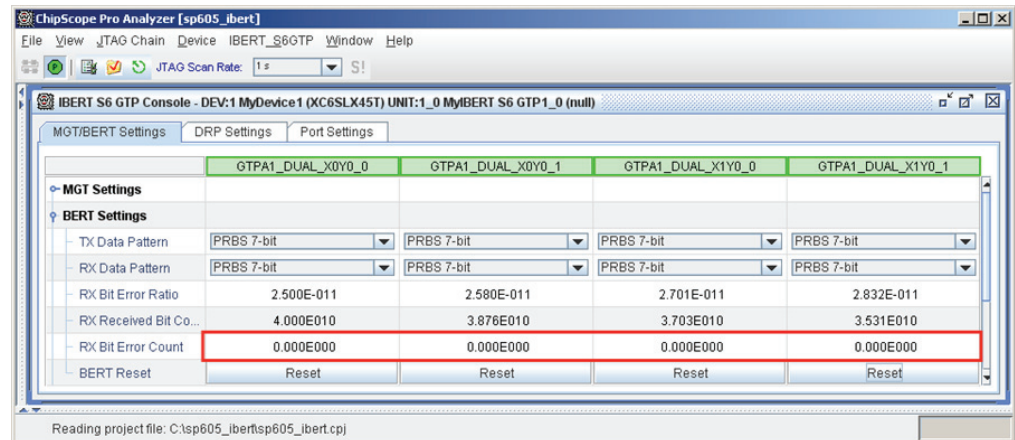 ChipScope Pro Analyzer [sp605_ibert]
File View JTAG Chain Device IBERT_S6GTP Window Help
JTAG Scan Rate: 1 s S!
IBERT S6 GTP Console - DEV:1 MyDevice1 (XC6SLX45T) UNIT:1_0 MyIBERT S6 GTP1_0 (null)
MGT/BERT Settings DRP Settings Port Settings
GTPA1_DUAL_X0Y0_0 GTPA1_DUAL_X0Y0_1 GTPA1_DUAL_X1Y0_0 GTPA1_DUAL_X1Y0_1
MGT Settings
BERT Settings
TX Data Pattern PRBS 7-bit PRBS 7-bit PRBS 7-bit PRBS 7-bit
RX Data Pattern PRBS 7-bit PRBS 7-bit PRBS 7-bit PRBS 7-bit
RX Bit Error Ratio 2.500E-011 2.580E-011 2.701E-011 2.832E-011
RX Received Bit Co... 4.000E010 3.876E010 3.703E010 3.531E010
RX Bit Error Count 0.000E000 0.000E000 0.000E000 0.000E000
BERT Reset Reset Reset Reset Reset
Reading project file: C:\sp605_ibert\sp605_ibert.cpj